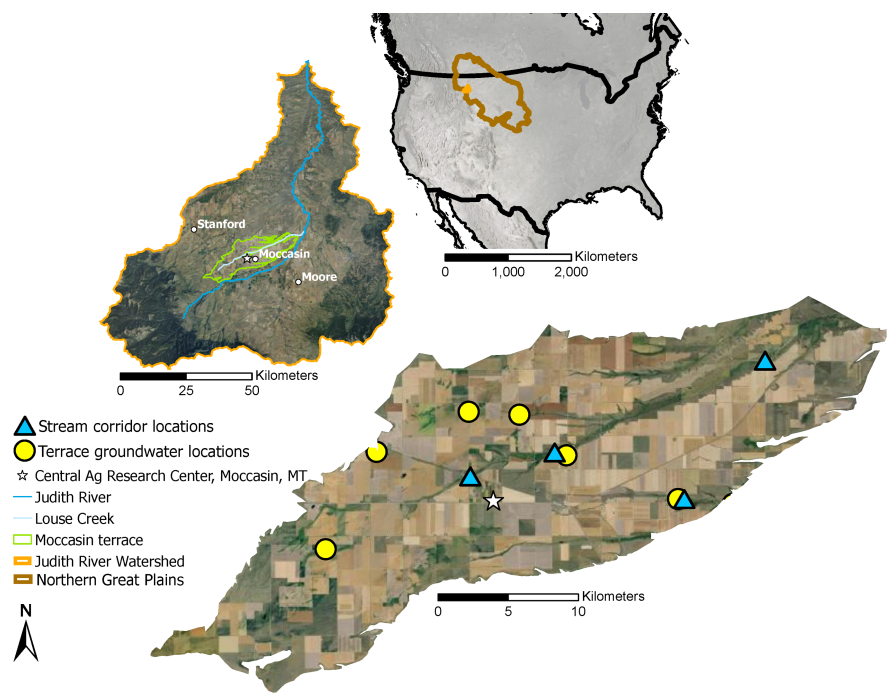 Kilometers
0 1,000 2,000
Stanford
Moccasin
Moore
Kilometers
0 25 50
Stream corridor locations
Terrace groundwater locations
Central Ag Research Center, Moccasin, MT
Judith River
Louse Creek
Moccasin terrace
Judith River Watershed
Northern Great Plains
N
Kilometers
0 5 10